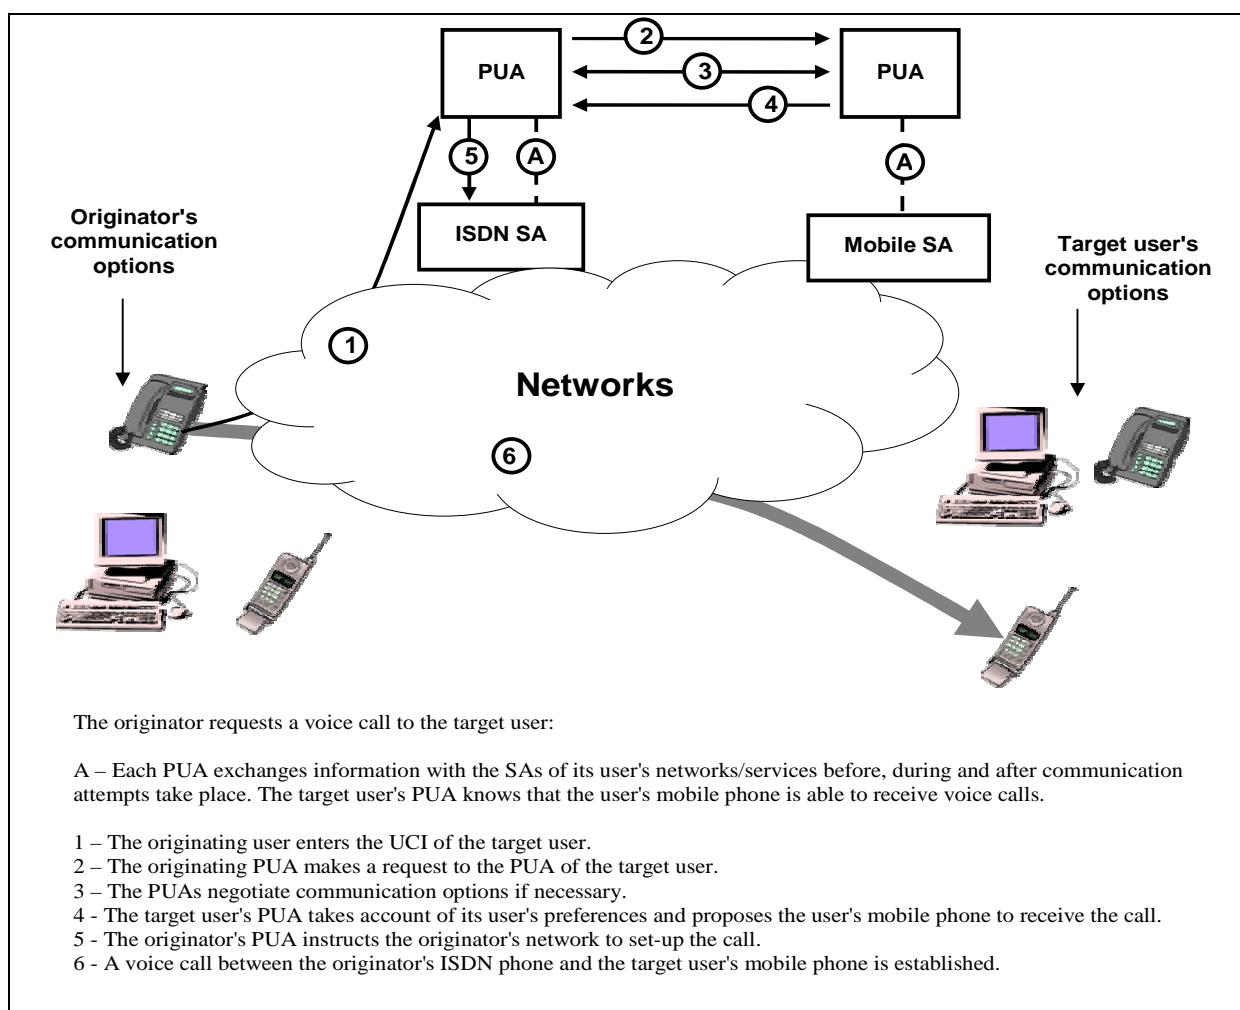 2
PUA
3
PUA
4
5
A
A
Originator's
communication
options
ISDN SA
Mobile SA
Target user's
communication
options
1
Networks
6
The originator requests a voice call to the target user:
A – Each PUA exchanges information with the SAs of its user's networks/services before, during and after communication
attempts take place. The target user's PUA knows that the user's mobile phone is able to receive voice calls.
1 – The originating user enters the UCI of the target user.
2 – The originating PUA makes a request to the PUA of the target user.
3 – The PUAs negotiate communication options if necessary.
4 - The target user's PUA takes account of its user's preferences and proposes the user's mobile phone to receive the call.
5 - The originator's PUA instructs the originator's network to set-up the call.
6 - A voice call between the originator's ISDN phone and the target user's mobile phone is established.